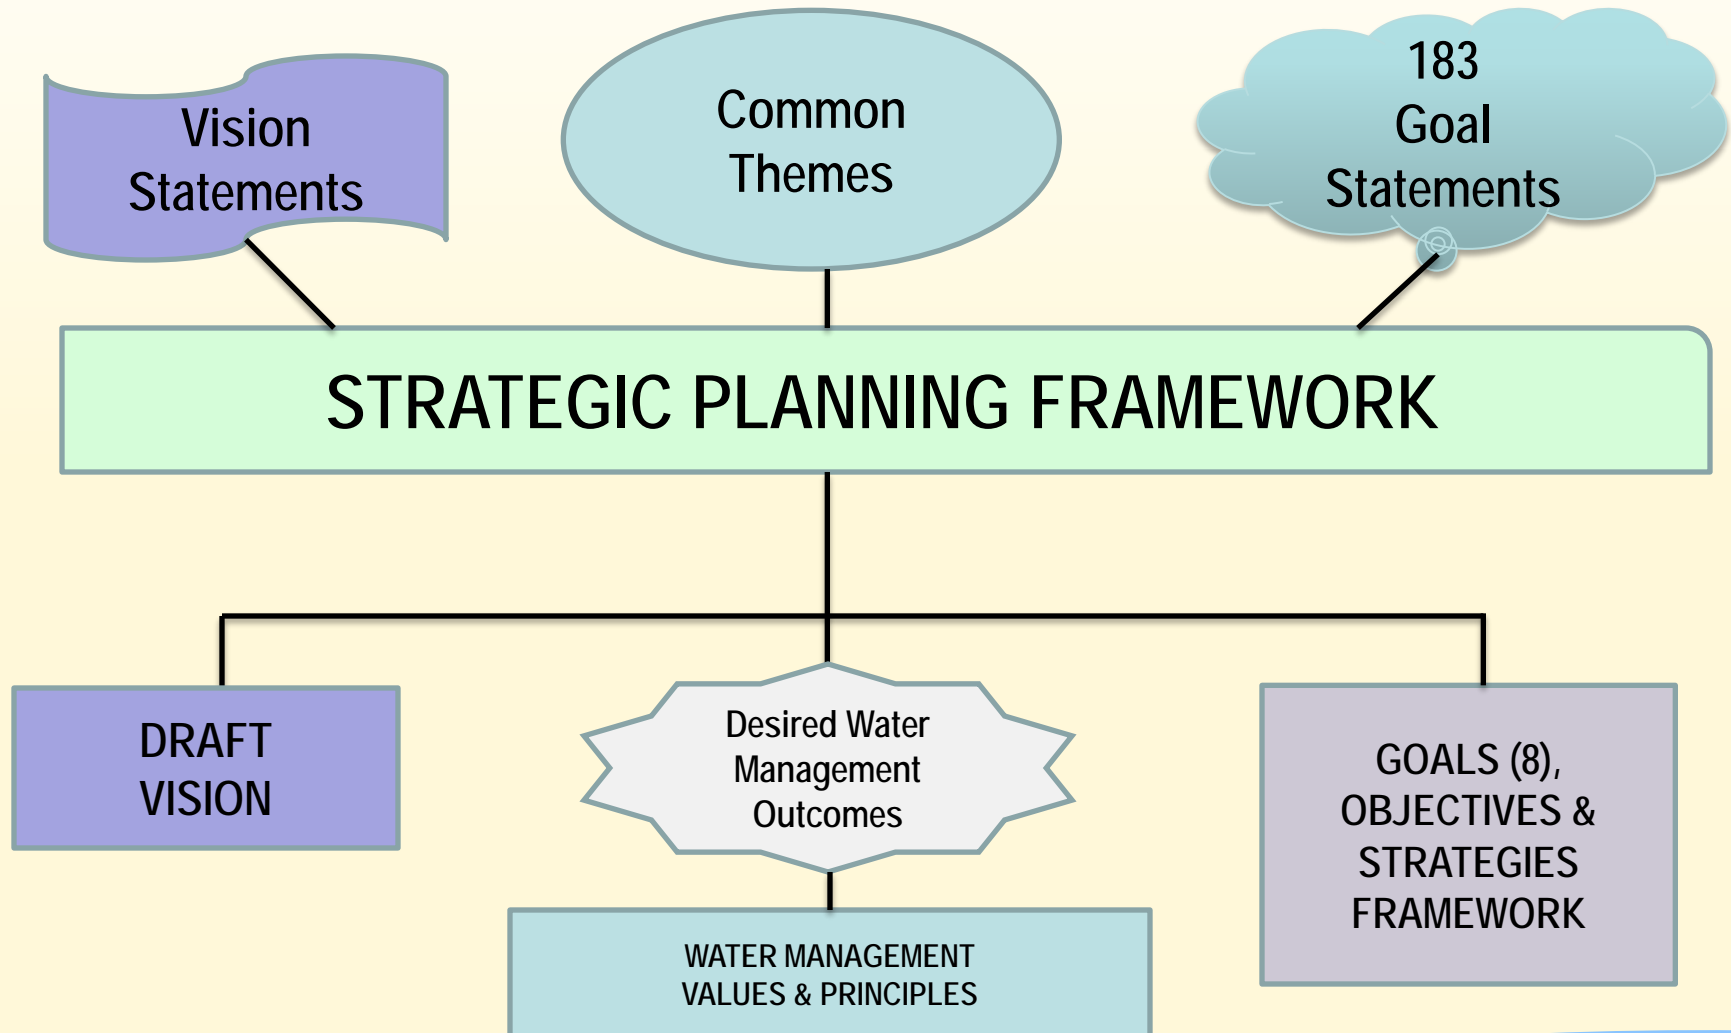 Vision
Statements
Common
Themes
183
Goal
Statements
STRATEGIC PLANNING FRAMEWORK
DRAFT
VISION
Desired Water
Management
Outcomes
GOALS (8),
OBJECTIVES &
STRATEGIES
FRAMEWORK
WATER MANAGEMENT
VALUES & PRINCIPLES